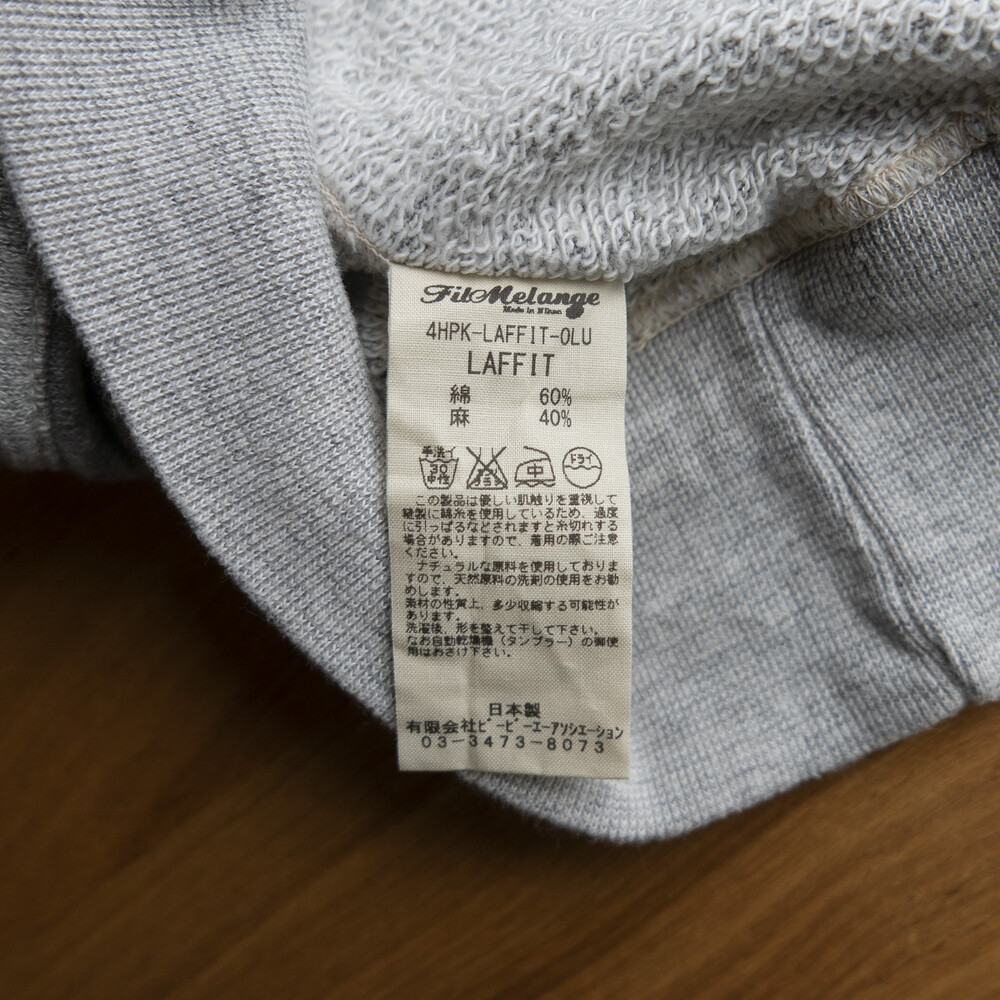 FilMelange
Made in Nihon
4HPK-LAFFIT-OLU
LAFFIT
綿 60%
麻 40%
手洗イ
30
中性
エンソ
サラシ
中
ドライ
この製品は優しい肌触りを重視して
縫製に綿糸を使用しているため、過度
に引っぱるなどされますと糸切れする
場合がありますので、着用の際ご注意
ください。
ナチュラルな原料を使用しておりま
すので、天然原料の洗剤の使用をお勧
めします。
素材の性質上、多少収縮する可能性が
あります。
洗濯後、形を整えて干して下さい。
なお自動乾燥機（タンブラー）の御使
用はおさけ下さい。
日本製
有限会社ビービーエーアソシエーション
03-3473-8073